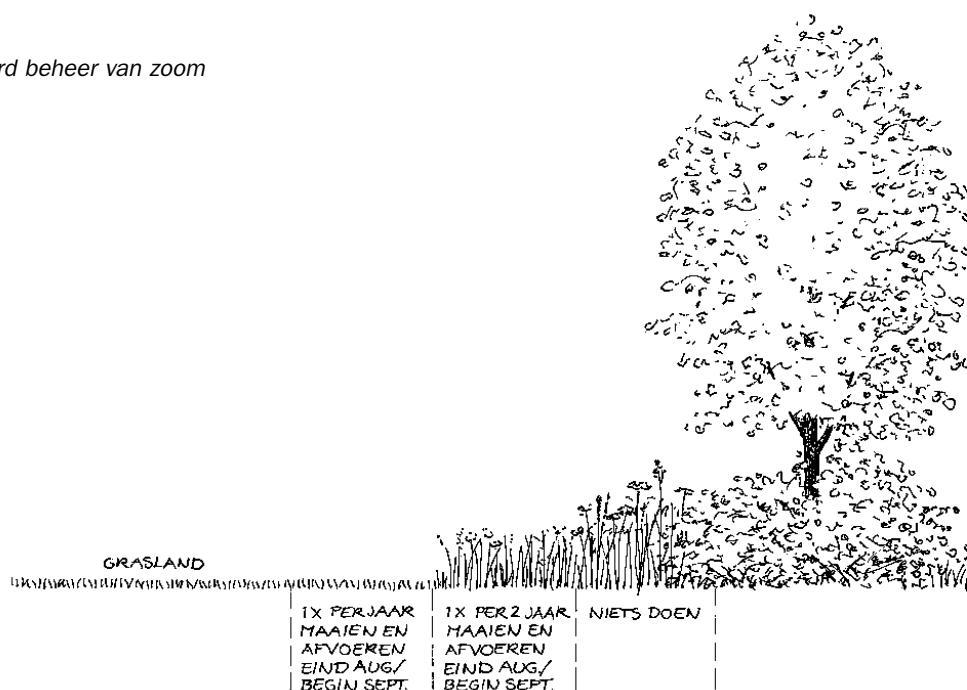 rd beheer van zoom
GRASLAND
1X PER JAAR
MAAIEN EN
AFVOEREN
EIND AUG/
BEGIN SEPT.
1X PER 2 JAAR
MAAIEN EN
AFVOEREN
EIND AUG/
BEGIN SEPT.
NIETS DOEN